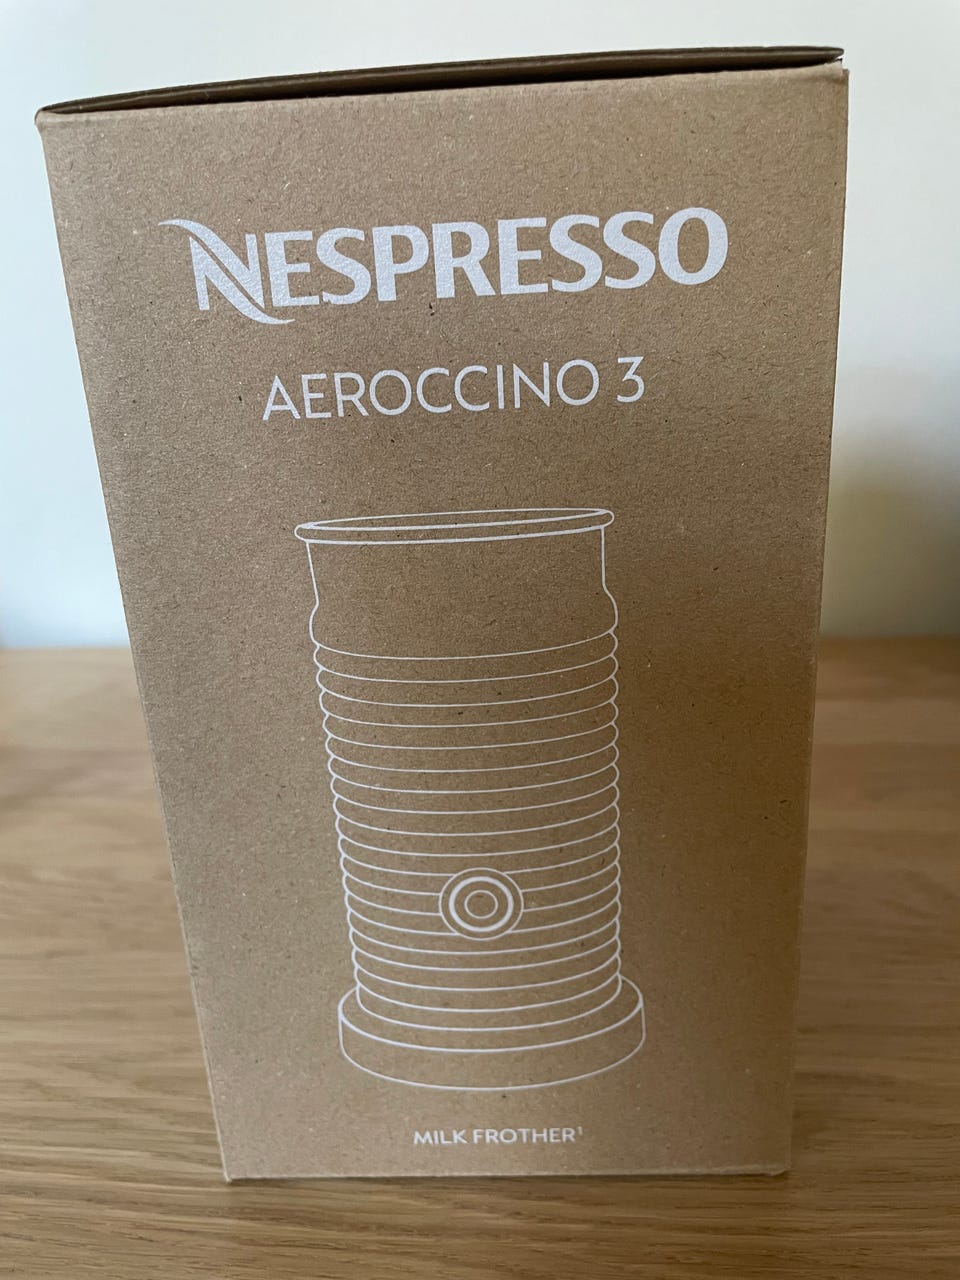 NESPRESSO
AEROCCINO 3
MILK FROTHER¹